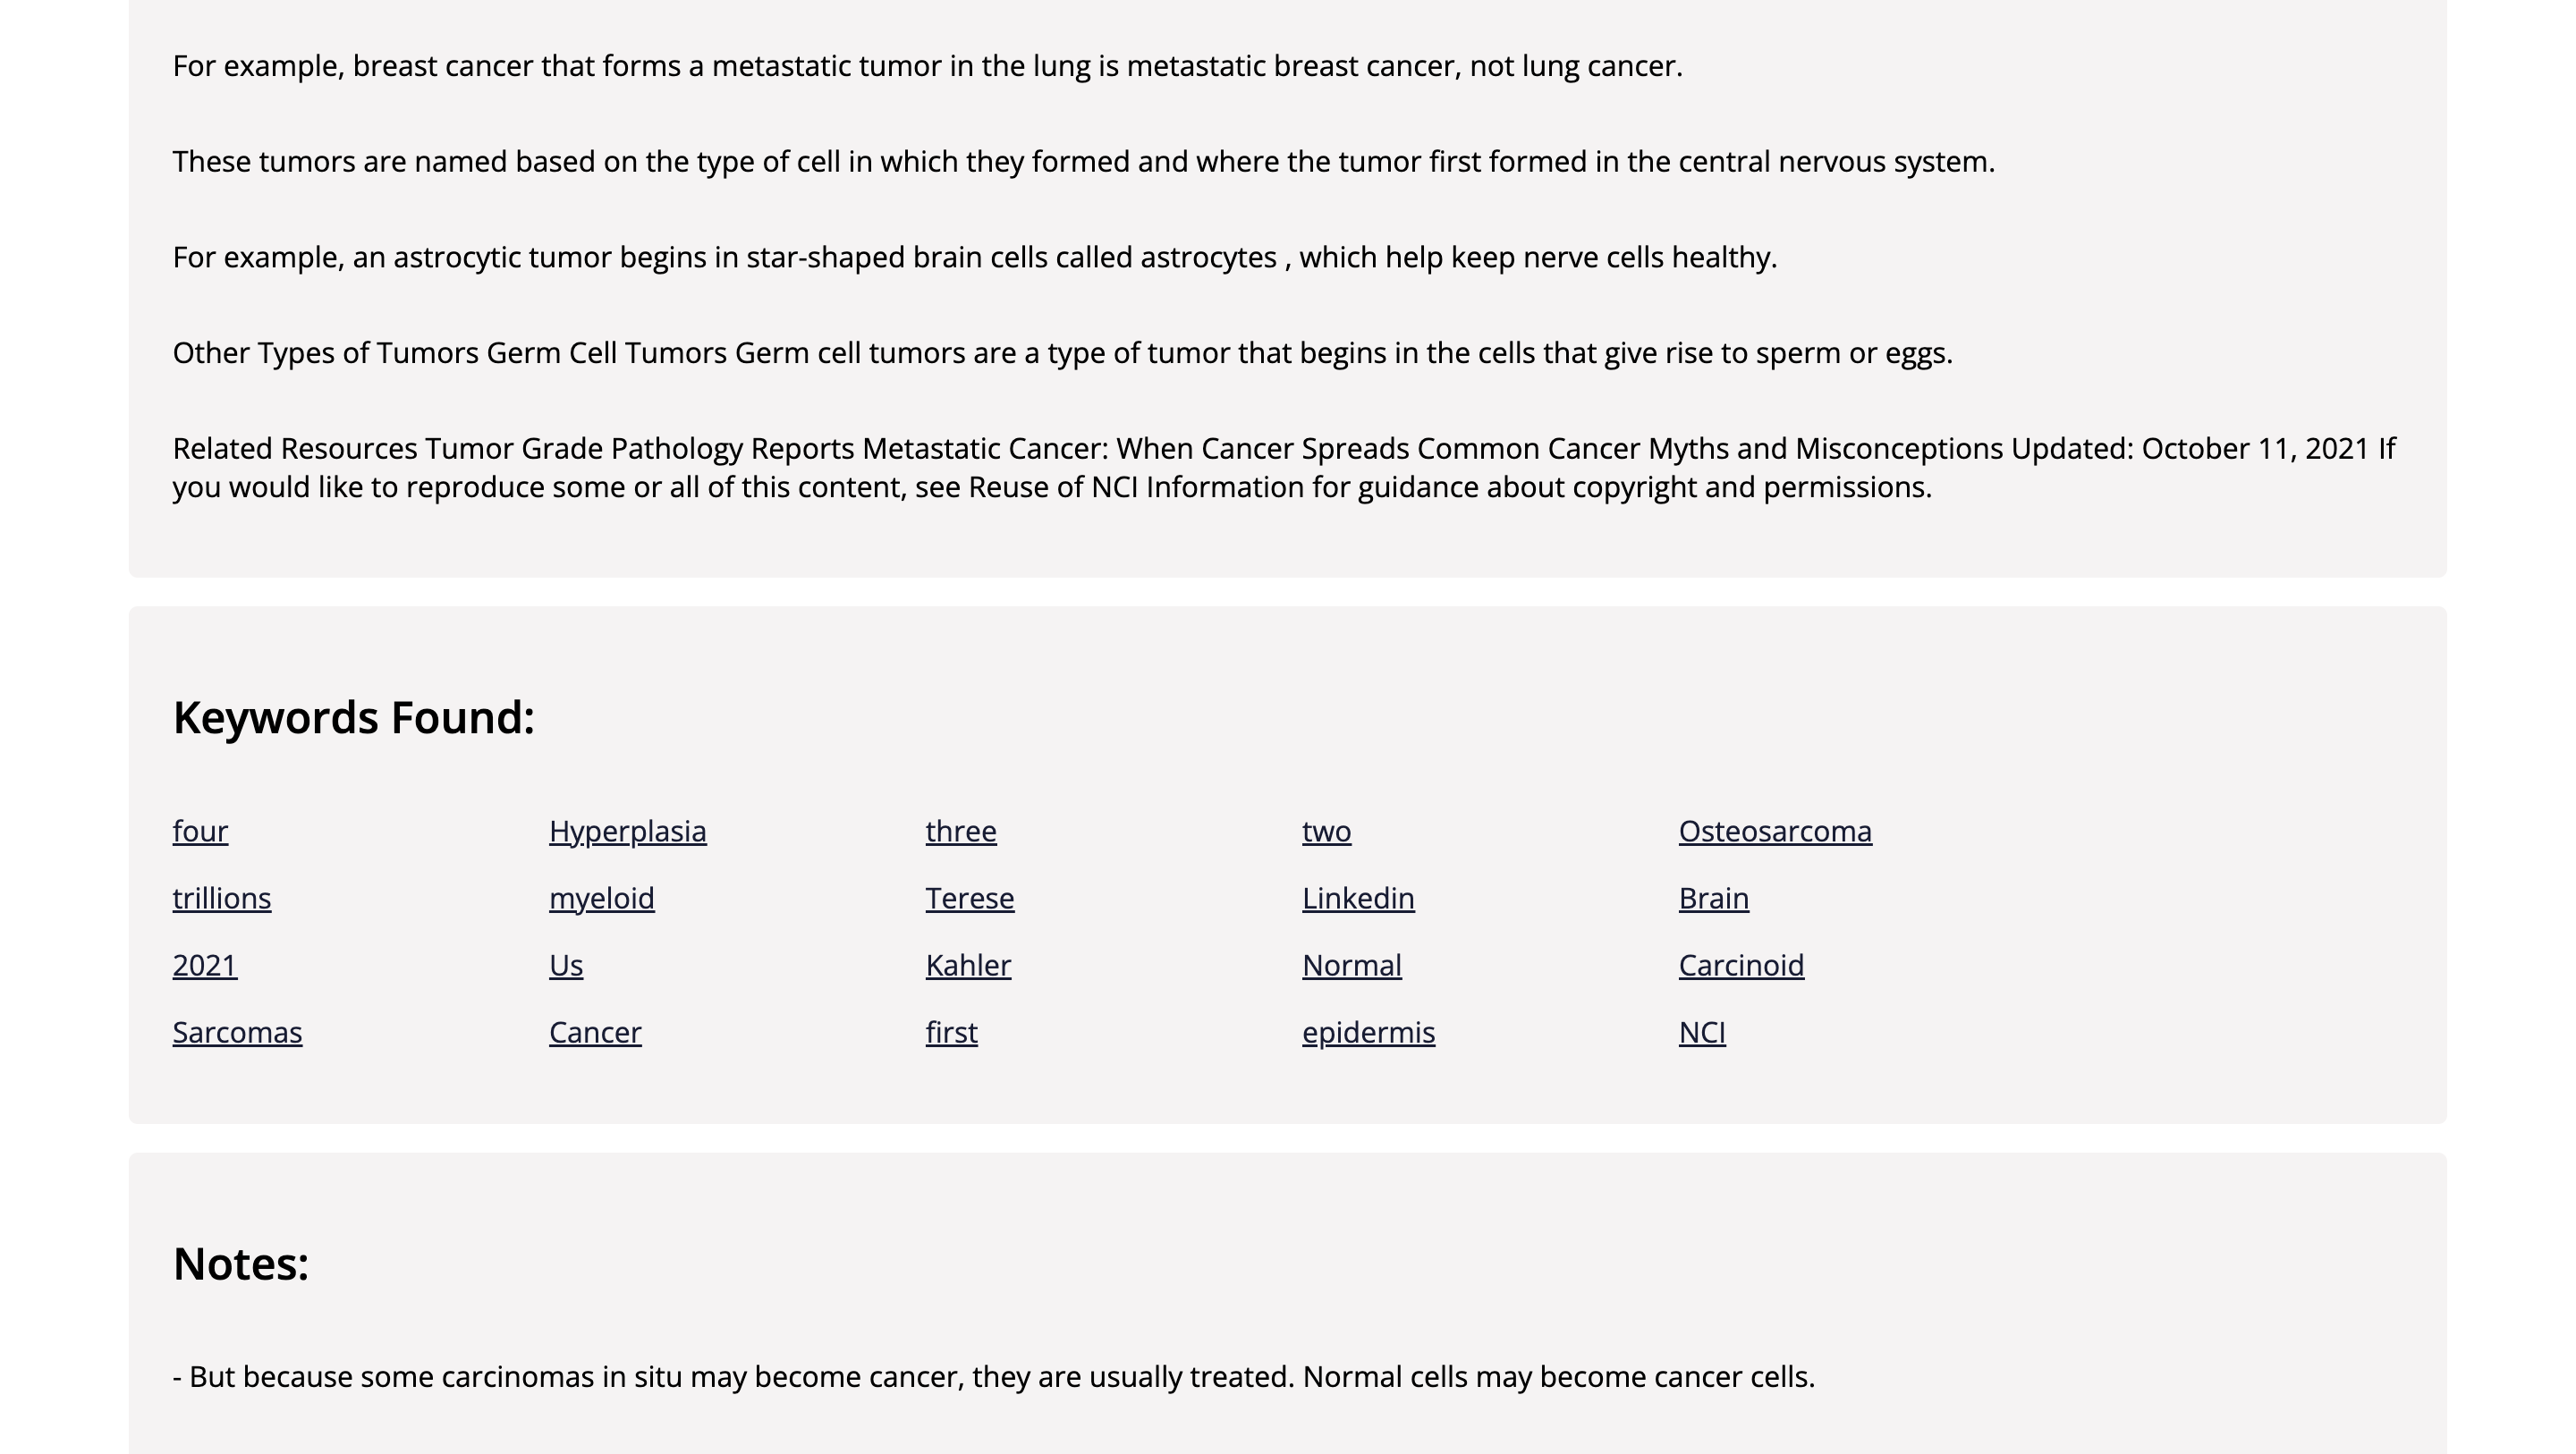 For example, breast cancer that forms a metastatic tumor in the lung is metastatic breast cancer, not lung cancer.
These tumors are named based on the type of cell in which they formed and where the tumor first formed in the central nervous system.
For example, an astrocytic tumor begins in star-shaped brain cells called astrocytes , which help keep nerve cells healthy.
Other Types of Tumors Germ Cell Tumors Germ cell tumors are a type of tumor that begins in the cells that give rise to sperm or eggs.
Related Resources Tumor Grade Pathology Reports Metastatic Cancer: When Cancer Spreads Common Cancer Myths and Misconceptions Updated: October 11, 2021 If
you would like to reproduce some or all of this content, see Reuse of NCI Information for guidance about copyright and permissions.
Keywords Found:
four Hyperplasia three two Osteosarcoma
trillions myeloid Terese Linkedin Brain
2021 Us Kahler Normal Carcinoid
Sarcomas Cancer first epidermis NCI
Notes:
- But because some carcinomas in situ may become cancer, they are usually treated. Normal cells may become cancer cells.